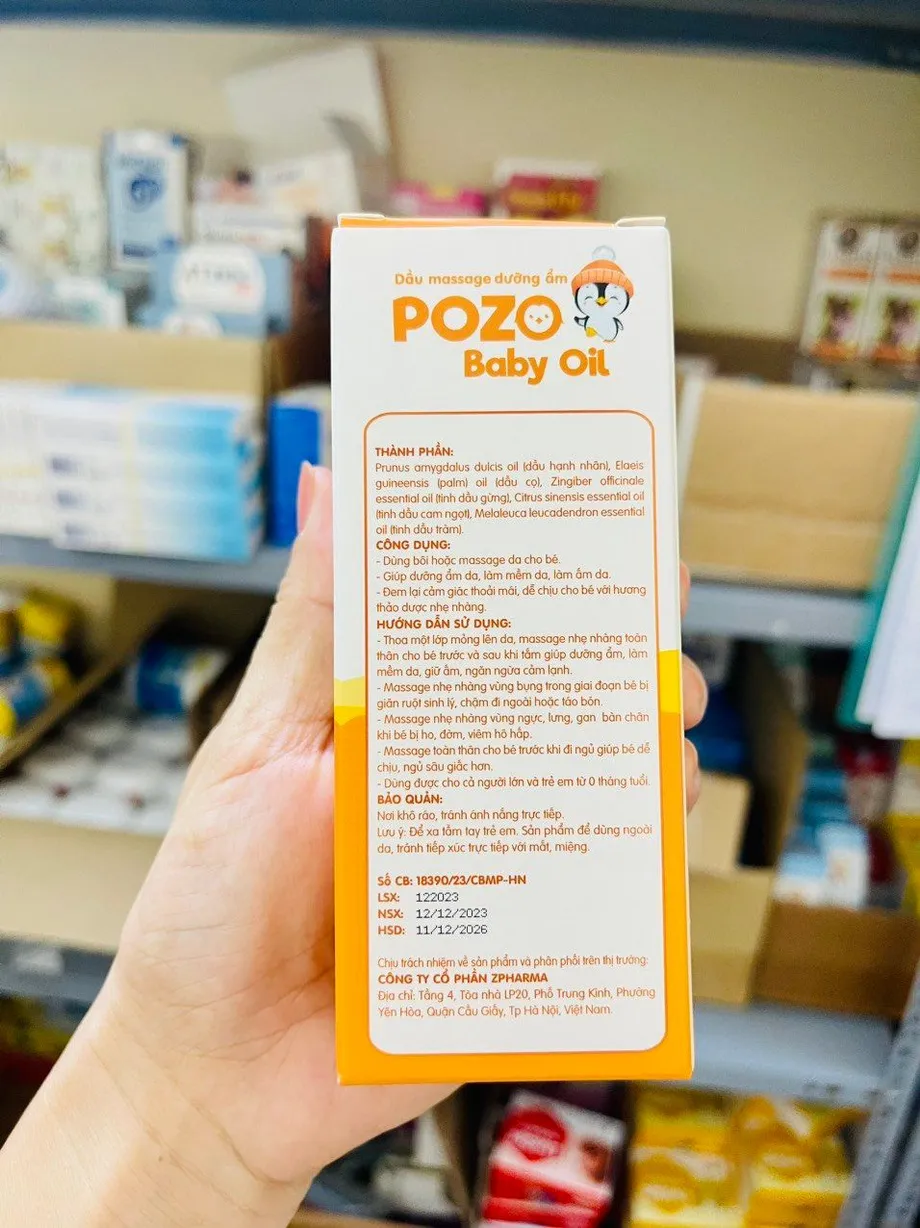 Dầu massage dưỡng ẩm
POZO
Baby Oil
THÀNH PHẦN:
Prunus amygdalus dulcis oil (dầu hạnh nhân), Elaeis
guineensis (palm) oil (dầu cọ), Zingiber officinale
essential oil (tinh dầu gừng), Citrus sinensis essential oil
(tinh dầu cam ngọt), Melaleuca leucadendron essential
oil (tinh dầu tràm).
CÔNG DỤNG:
- Dùng bôi hoặc massage da cho bé.
- Giúp dưỡng ẩm da, làm mềm da, làm ấm da.
- Đem lại cảm giác thoải mái, dễ chịu cho bé với hương
thảo dược nhẹ nhàng.
HƯỚNG DẪN SỬ DỤNG:
- Thoa một lớp mỏng lên da, massage nhẹ nhàng toàn
thân cho bé trước và sau khi tắm giúp dưỡng ẩm, làm
mềm da, giữ ấm, ngăn ngừa cảm lạnh.
- Massage nhẹ nhàng vùng bụng trong giai đoạn bé bị
giãn ruột sinh lý, chậm đi ngoài hoặc táo bón.
- Massage nhẹ nhàng vùng ngực, lưng, gan bàn chân
khi bé bị ho, đờm, viêm hô hấp.
- Massage toàn thân cho bé trước khi đi ngủ giúp bé dễ
chịu, ngủ sâu giấc hơn.
- Dùng được cho cả người lớn và trẻ em từ 0 tháng tuổi.
BẢO QUẢN:
Nơi khô ráo, tránh ánh nắng trực tiếp.
Lưu ý: Để xa tầm tay trẻ em. Sản phẩm để dùng ngoài
da, tránh tiếp xúc trực tiếp với mắt, miệng.
Số CB: 18390/23/CBMP-HN
LSX: 122023
NSX: 12/12/2023
HSD: 11/12/2026
Chịu trách nhiệm về sản phẩm và phân phối trên thị trường:
CÔNG TY CỔ PHẦN ZPHARMA
Địa chỉ: Tầng 4, Tòa nhà LP20, Phố Trung Kính, Phường
Yên Hòa, Quận Cầu Giấy, Tp Hà Nội, Việt Nam.